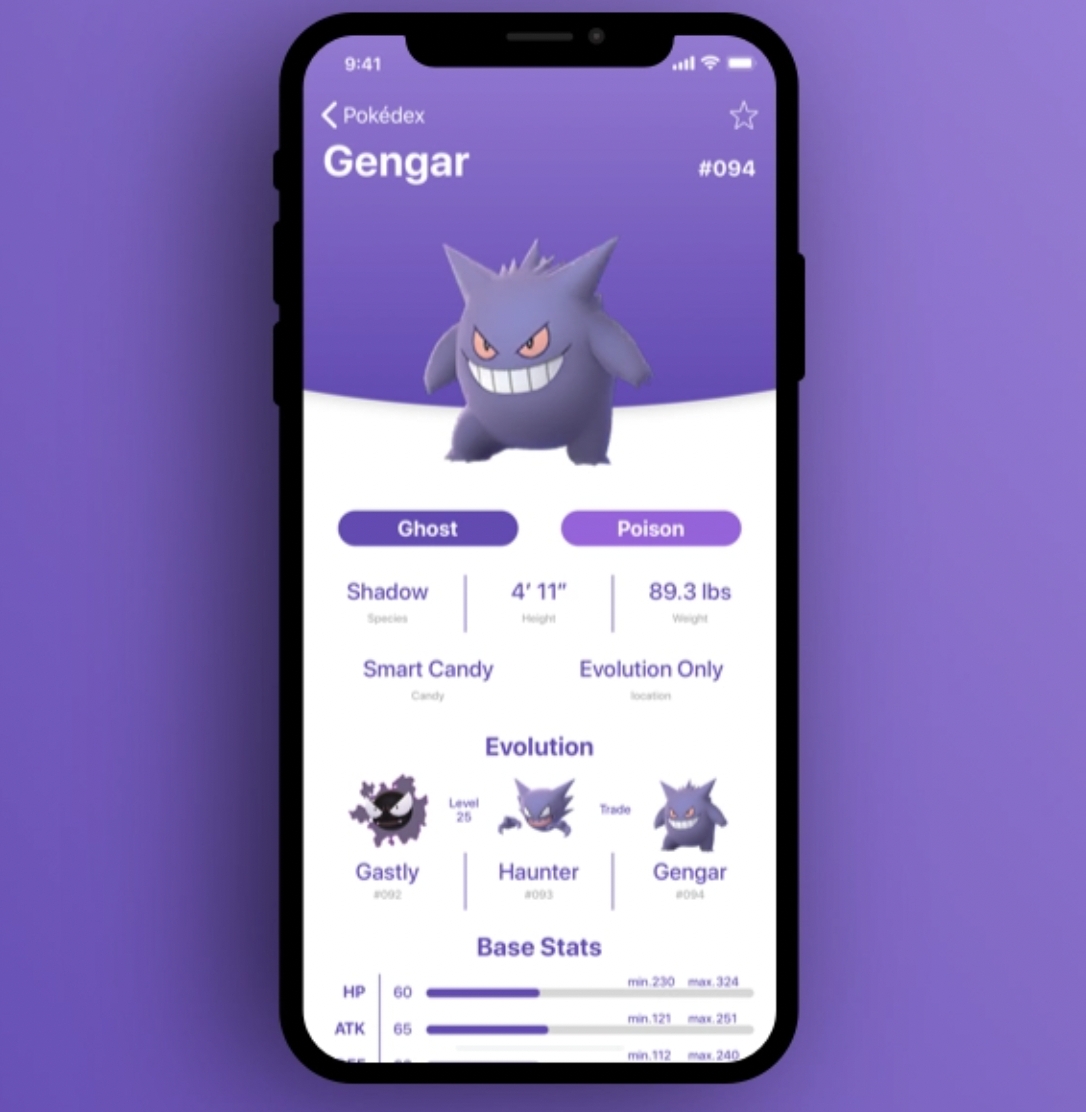 9:41
Pokédex
Gengar
#094
Ghost Poison
Shadow 4' 11" 89.3 lbs
Species Height Weight
Smart Candy Evolution Only
Candy location
Evolution
Level
25
Trade
Gastly Haunter Gengar
#092 #093 #094
Base Stats
min.230 max.324
HP 60
min.121 max.251
ATK 65
min.112 max.240